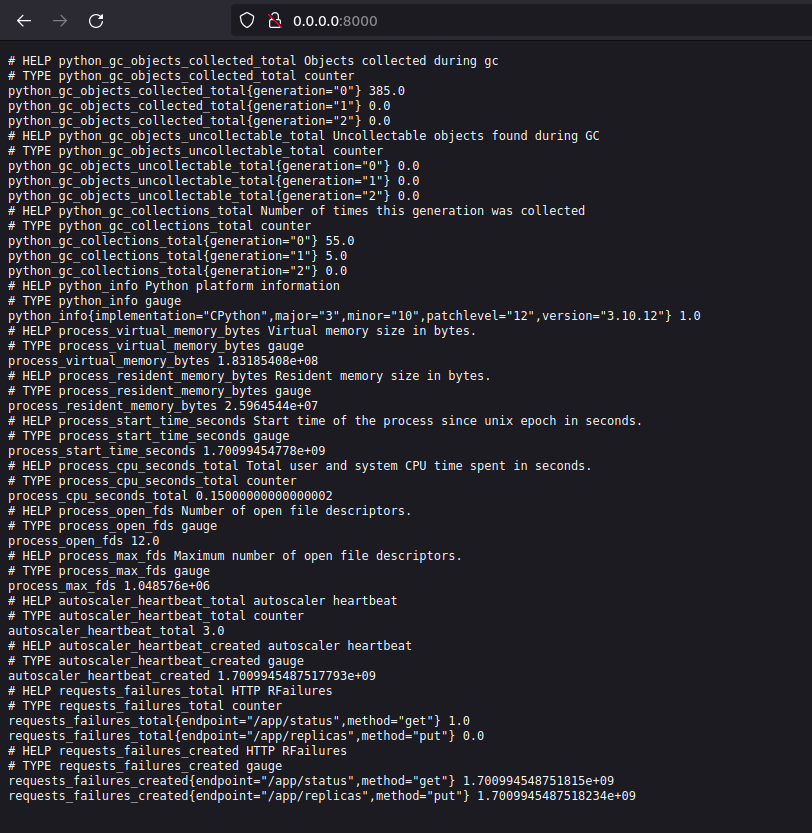 0.0.0.0:8000
# HELP python_gc_objects_collected_total Objects collected during gc
# TYPE python_gc_objects_collected_total counter
python_gc_objects_collected_total{generation="0"} 385.0
python_gc_objects_collected_total{generation="1"} 0.0
python_gc_objects_collected_total{generation="2"} 0.0
# HELP python_gc_objects_uncollectable_total Uncollectable objects found during GC
# TYPE python_gc_objects_uncollectable_total counter
python_gc_objects_uncollectable_total{generation="0"} 0.0
python_gc_objects_uncollectable_total{generation="1"} 0.0
python_gc_objects_uncollectable_total{generation="2"} 0.0
# HELP python_gc_collections_total Number of times this generation was collected
# TYPE python_gc_collections_total counter
python_gc_collections_total{generation="0"} 55.0
python_gc_collections_total{generation="1"} 5.0
python_gc_collections_total{generation="2"} 0.0
# HELP python_info Python platform information
# TYPE python_info gauge
python_info{implementation="CPython",major="3",minor="10",patchlevel="12",version="3.10.12"} 1.0
# HELP process_virtual_memory_bytes Virtual memory size in bytes.
# TYPE process_virtual_memory_bytes gauge
process_virtual_memory_bytes 1.83185408e+08
# HELP process_resident_memory_bytes Resident memory size in bytes.
# TYPE process_resident_memory_bytes gauge
process_resident_memory_bytes 2.5964544e+07
# HELP process_start_time_seconds Start time of the process since unix epoch in seconds.
# TYPE process_start_time_seconds gauge
process_start_time_seconds 1.70099454778e+09
# HELP process_cpu_seconds_total Total user and system CPU time spent in seconds.
# TYPE process_cpu_seconds_total counter
process_cpu_seconds_total 0.15000000000000002
# HELP process_open_fds Number of open file descriptors.
# TYPE process_open_fds gauge
process_open_fds 12.0
# HELP process_max_fds Maximum number of open file descriptors.
# TYPE process_max_fds gauge
process_max_fds 1.048576e+06
# HELP autoscaler_heartbeat_total autoscaler heartbeat
# TYPE autoscaler_heartbeat_total counter
autoscaler_heartbeat_total 3.0
# HELP autoscaler_heartbeat_created autoscaler heartbeat
# TYPE autoscaler_heartbeat_created gauge
autoscaler_heartbeat_created 1.7009945487517793e+09
# HELP requests_failures_total HTTP RFailures
# TYPE requests_failures_total counter
requests_failures_total{endpoint="/app/status",method="get"} 1.0
requests_failures_total{endpoint="/app/replicas",method="put"} 0.0
# HELP requests_failures_created HTTP RFailures
# TYPE requests_failures_created gauge
requests_failures_created{endpoint="/app/status",method="get"} 1.700994548751815e+09
requests_failures_created{endpoint="/app/replicas",method="put"} 1.7009945487518234e+09